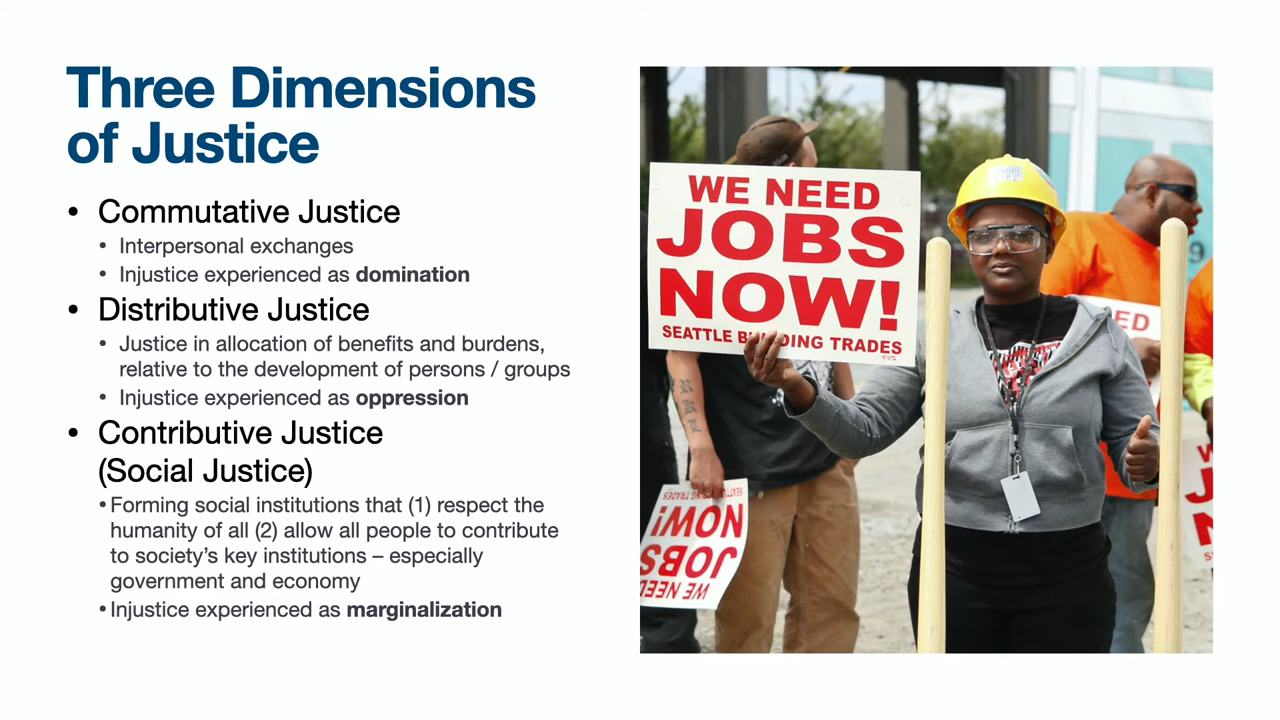 Three Dimensions
of Justice
• Commutative Justice
• Interpersonal exchanges
• Injustice experienced as domination
• Distributive Justice
• Justice in allocation of benefits and burdens,
relative to the development of persons / groups
• Injustice experienced as oppression
• Contributive Justice
(Social Justice)
• Forming social institutions that (1) respect the
humanity of all (2) allow all people to contribute
to society’s key institutions – especially
government and economy
• Injustice experienced as marginalization
WE NEED
JOBS
NOW!
SEATTLE BUILDING TRADES
WE NEED
JOBS
NOW!